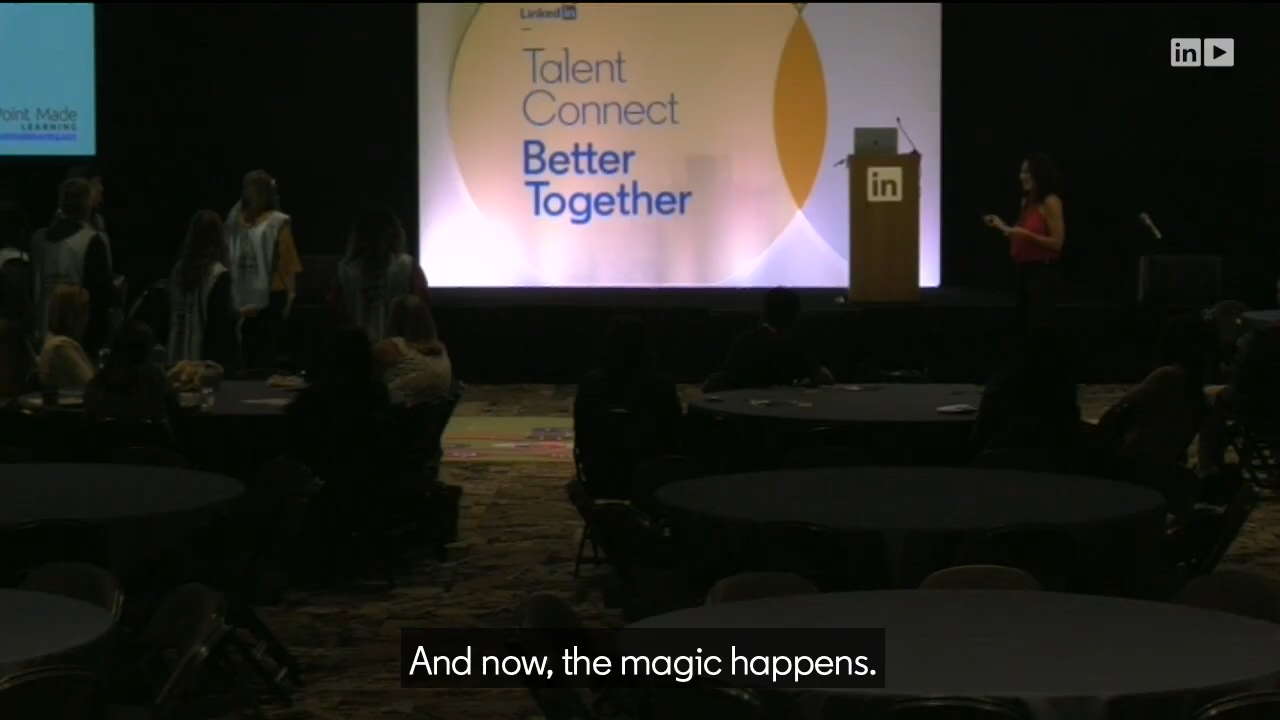 Linked in
Talent
Connect
Better
Together
in
in
Point Made
LEARNING
And now, the magic happens.